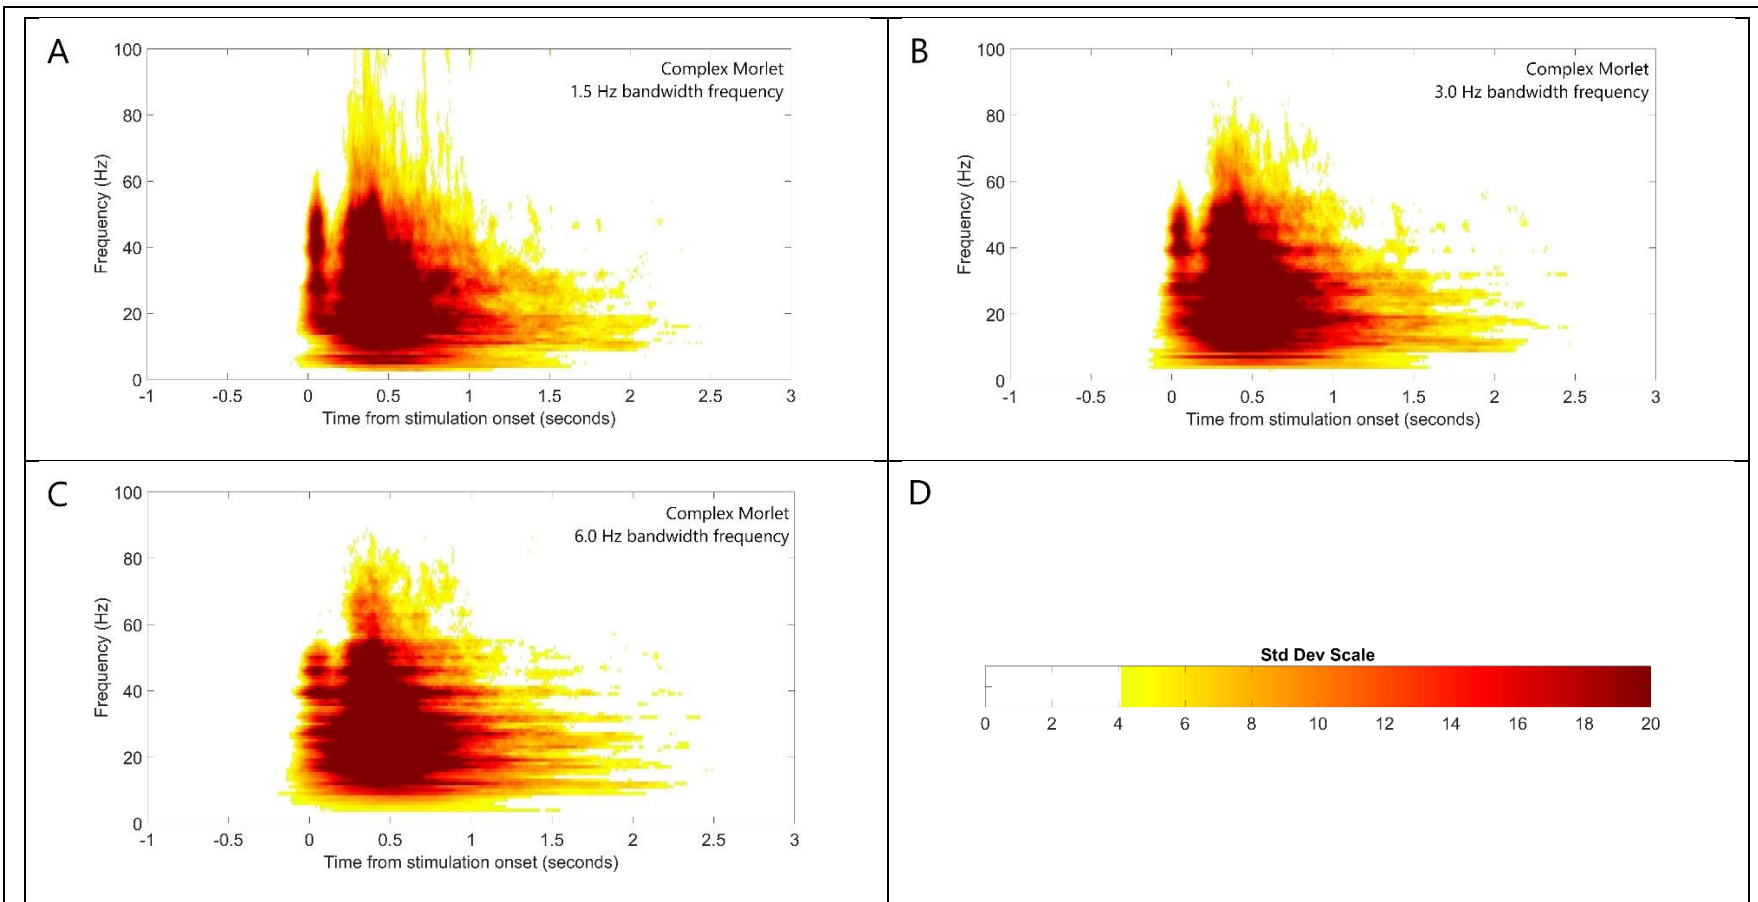 A
Complex Morlet
1.5 Hz bandwidth frequency
Frequency (Hz)
100
80
60
40
20
0
-1 -0.5 0 0.5 1 1.5 2 2.5 3
Time from stimulation onset (seconds)
B
Complex Morlet
3.0 Hz bandwidth frequency
Frequency (Hz)
100
80
60
40
20
0
-1 -0.5 0 0.5 1 1.5 2 2.5 3
Time from stimulation onset (seconds)
C
Complex Morlet
6.0 Hz bandwidth frequency
Frequency (Hz)
100
80
60
40
20
0
-1 -0.5 0 0.5 1 1.5 2 2.5 3
Time from stimulation onset (seconds)
D
Std Dev Scale
0 2 4 6 8 10 12 14 16 18 20